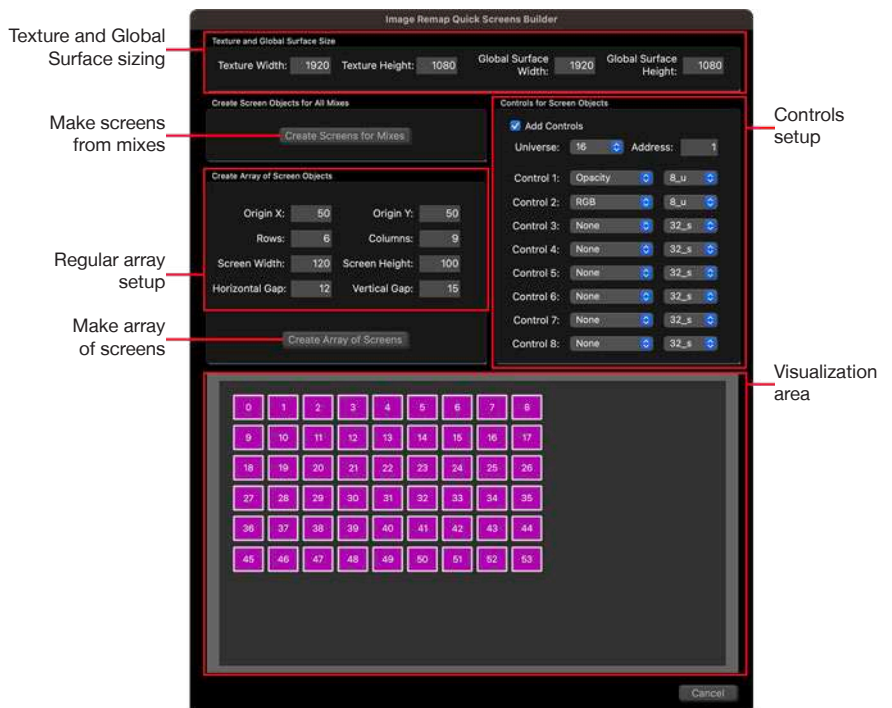 Image Remap Quick Screens Builder
Texture and Global
Surface sizing
Texture and Global Surface Size
Texture Width: 1920 Texture Height: 1080 Global Surface Width: 1920 Global Surface Height: 1080
Make screens
from mixes
Create Screen Objects for All Mixes
Create Screens for Mixes
Controls for Screen Objects
Add Controls
Universe: 16 Address: 1
Control 1: Opacity 8_u
Control 2: RGB 8_u
Control 3: None 32_s
Control 4: None 32_s
Control 5: None 32_s
Control 6: None 32_s
Control 7: None 32_s
Control 8: None 32_s
Controls
setup
Regular array
setup
Create Array of Screen Objects
Origin X: 50 Origin Y: 50
Rows: 6 Columns: 9
Screen Width: 120 Screen Height: 100
Horizontal Gap: 12 Vertical Gap: 15
Make array
of screens
Create Array of Screens
Visualization
area
0 1 2 3 4 5 6 7 8
9 10 11 12 13 14 15 16 17
18 19 20 21 22 23 24 25 26
27 28 29 30 31 32 33 34 35
36 37 38 39 40 41 42 43 44
45 46 47 48 49 50 51 52 53
Cancel